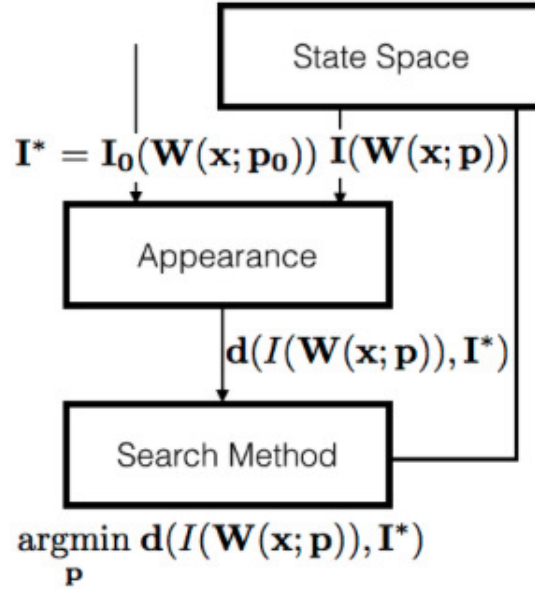 State Space
I* = I₀(W(x; p₀)) I(W(x; p))
Appearance
d(I(W(x; p)), I*)
Search Method
argmin d(I(W(x; p)), I*)
p